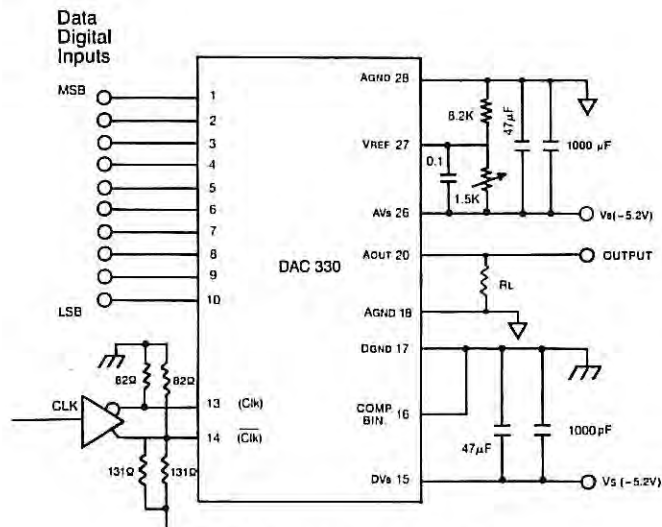 Data
Digital
Inputs
MSB
1
2
3
4
5
6
7
8
9
10
LSB
DAC 330
AGND 28
8.2K
47μF
1000 μF
VREF 27
0.1
1.5K
AVs 26
Vs(-5.2V)
AOUT 20
OUTPUT
RL
AGND 18
DGND 17
COMP
BIN. 16
47μF
1000pF
DVs 15
Vs (-5.2V)
82Ω
82Ω
CLK
13 (Clk)
14 (Clk)
131Ω
131Ω